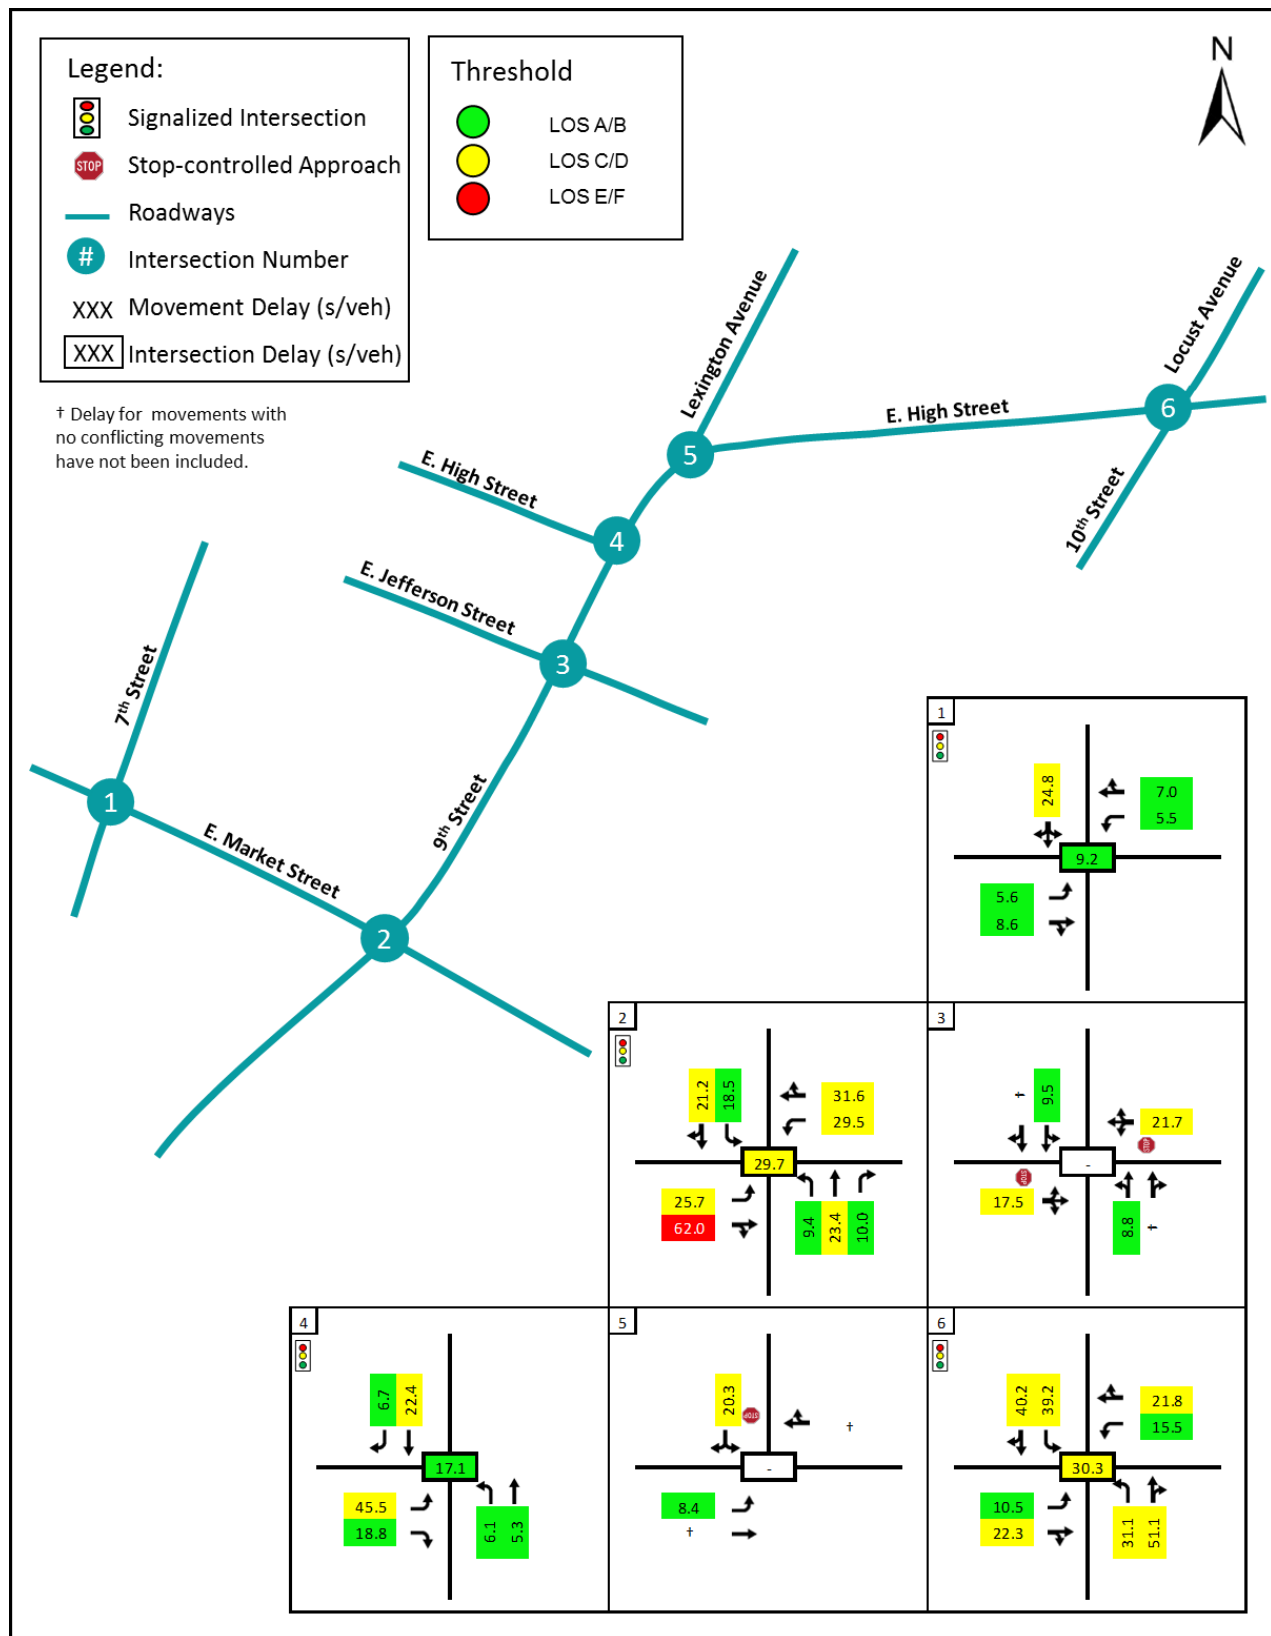 Legend:
Signalized Intersection
STOP Stop-controlled Approach
Roadways
# Intersection Number
XXX Movement Delay (s/veh)
XXX Intersection Delay (s/veh)
† Delay for movements with
no conflicting movements
have not been included.
Threshold
LOS A/B
LOS C/D
LOS E/F
N
Lexington Avenue
Locust Avenue
E. High Street
6
5
E. High Street
10th Street
4
E. Jefferson Street
3
7th Street
1
9th Street
E. Market Street
2
1
24.8
7.0
5.5
9.2
5.6
8.6
2
21.2 18.5
31.6
29.5
29.7
25.7
62.0
9.4 23.4 10.0
3
† 9.5
21.7
STOP
-
STOP
17.5
8.8 †
4
6.7 22.4
17.1
45.5
18.8
6.1 5.3
5
20.3
STOP
†
-
8.4
†
6
40.2 39.2
21.8
15.5
30.3
10.5
22.3
31.1 51.1